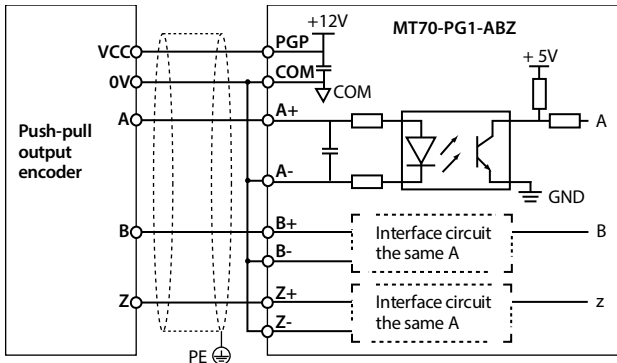 +12V
MT70-PG1-ABZ
VCC
PGP
+ 5V
0V
COM
COM
A
A+
A
Push-pull
output
encoder
A-
GND
B
B+
Interface circuit
the same A
B
B-
Z
Z+
Interface circuit
the same A
z
Z-
PE